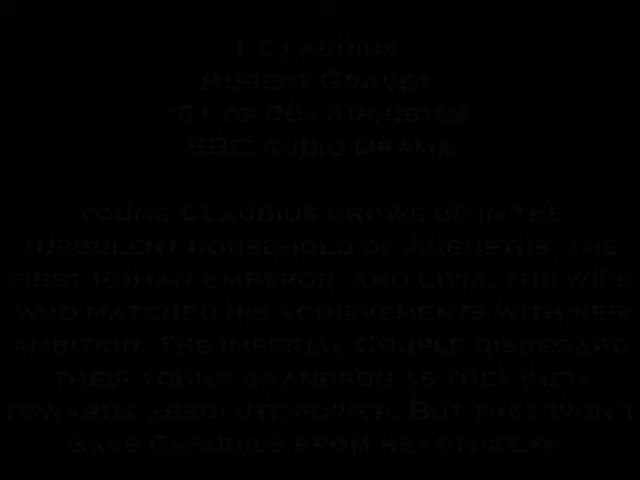 I, Claudius
Robert Graves
01 of 06 - Augustus
BBC Audio Drama
Young Claudius grows up in the
turbulent household of Augustus, the
first Roman Emperor, and Livia, the wife
who matched his achievements with her
ambition. The imperial couple disregard
their young grandson as they inch
towards absolute power. But that won't
save Claudius from heartbreak.